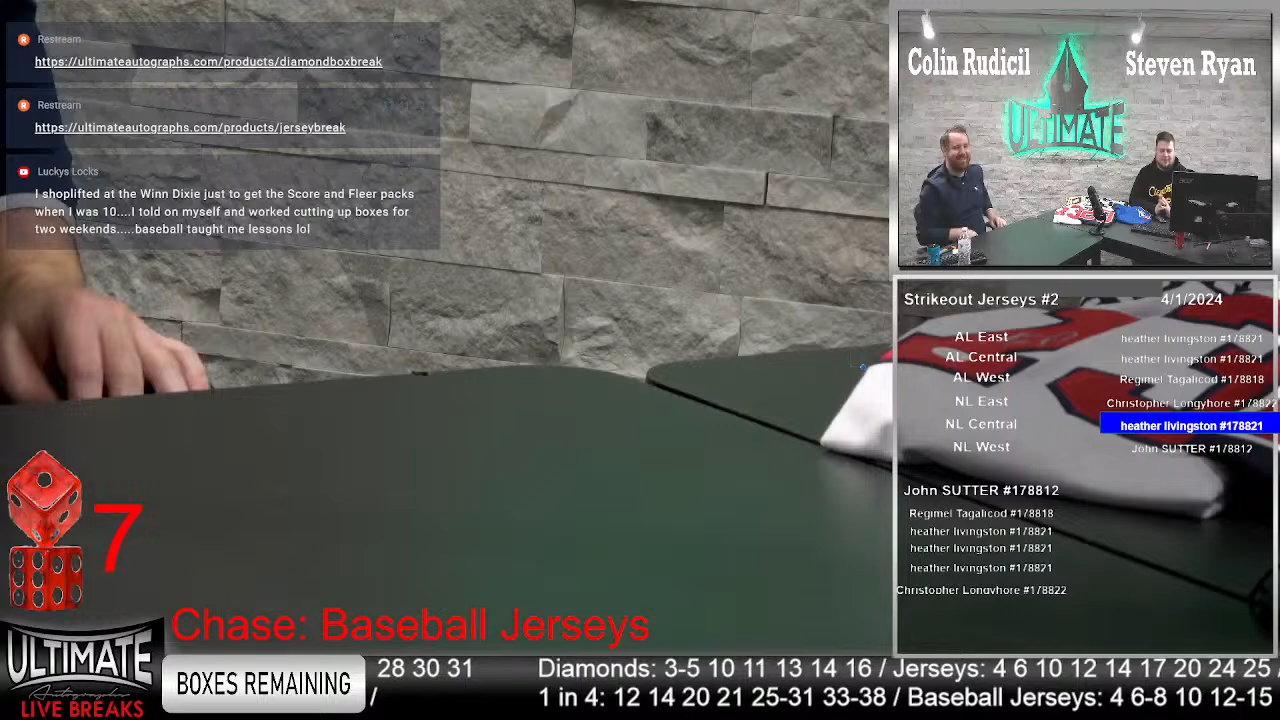 Restream
https://ultimateautographs.com/products/diamondboxbreak
Restream
https://ultimateautographs.com/products/jerseybreak
Luckys Locks
I shoplifted at the Winn Dixie just to get the Score and Fleer packs
when I was 10....I told on myself and worked cutting up boxes for
two weekends.....baseball taught me lessons lol
Colin Rudicil
Steven Ryan
ULTIMATE
Strikeout Jerseys #2 4/1/2024
AL East heather livingston #178821
AL Central heather livingston #178821
AL West Regimel Tagalicod #178818
NL East Christopher Longyhore #178822
NL Central heather livingston #178821
NL West John SUTTER #178812
John SUTTER #178812
Regimel Tagalicod #178818
heather livingston #178821
heather livingston #178821
heather livingston #178821
Christopher Longyhore #178822
7
Chase: Baseball Jerseys
ULTIMATE
Autographs
LIVE BREAKS
BOXES REMAINING
28 30 31 Diamonds: 3-5 10 11 13 14 16 / Jerseys: 4 6 10 12 14 17 20 24 25
/ 1 in 4: 12 14 20 21 25-31 33-38 / Baseball Jerseys: 4 6-8 10 12-15